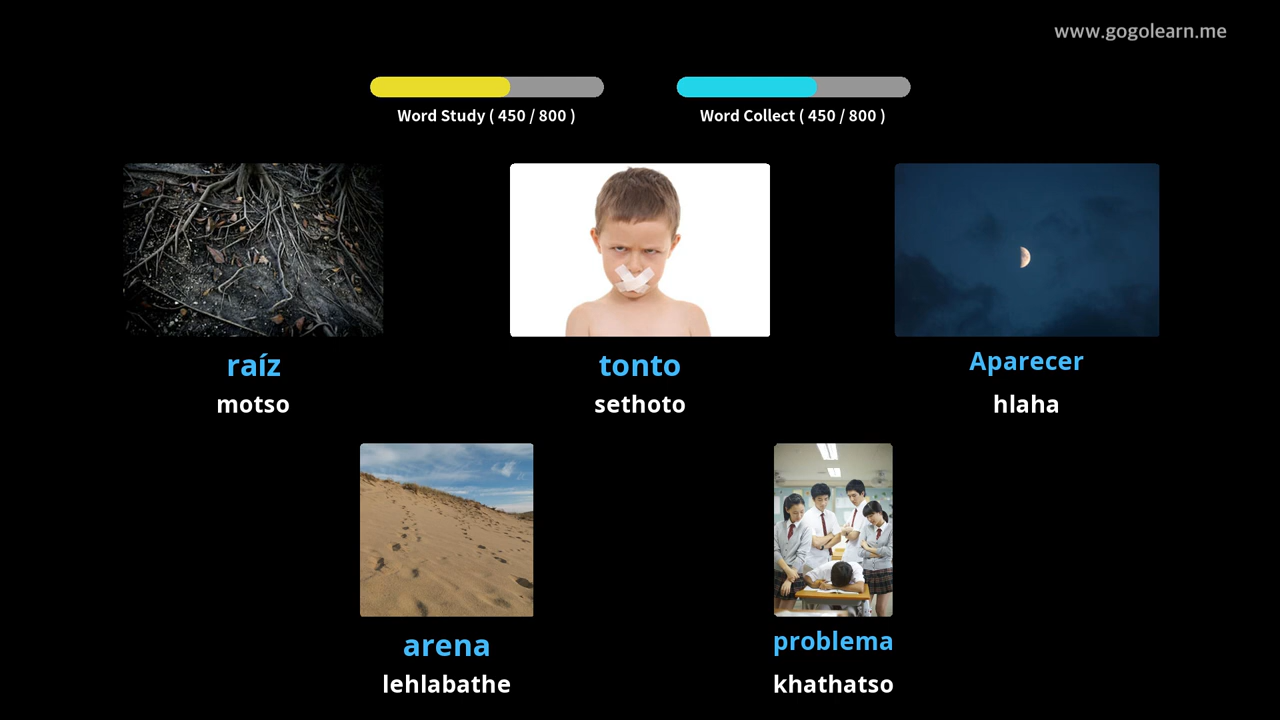 www.gogolearn.me
Word Study ( 450 / 800 )
Word Collect ( 450 / 800 )
raíz
motso
tonto
sethoto
Aparecer
hlaha
arena
lehlabathe
problema
khathatso